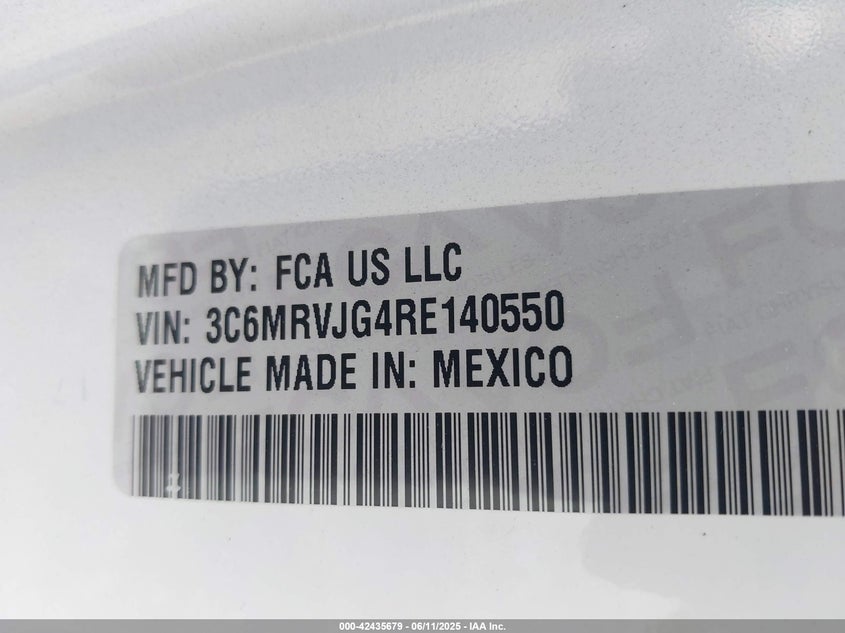 MFD BY: FCA US LLC
VIN: 3C6MRVJG4RE140550
VEHICLE MADE IN: MEXICO
000-42435679 - 06/11/2025 - IAA Inc.